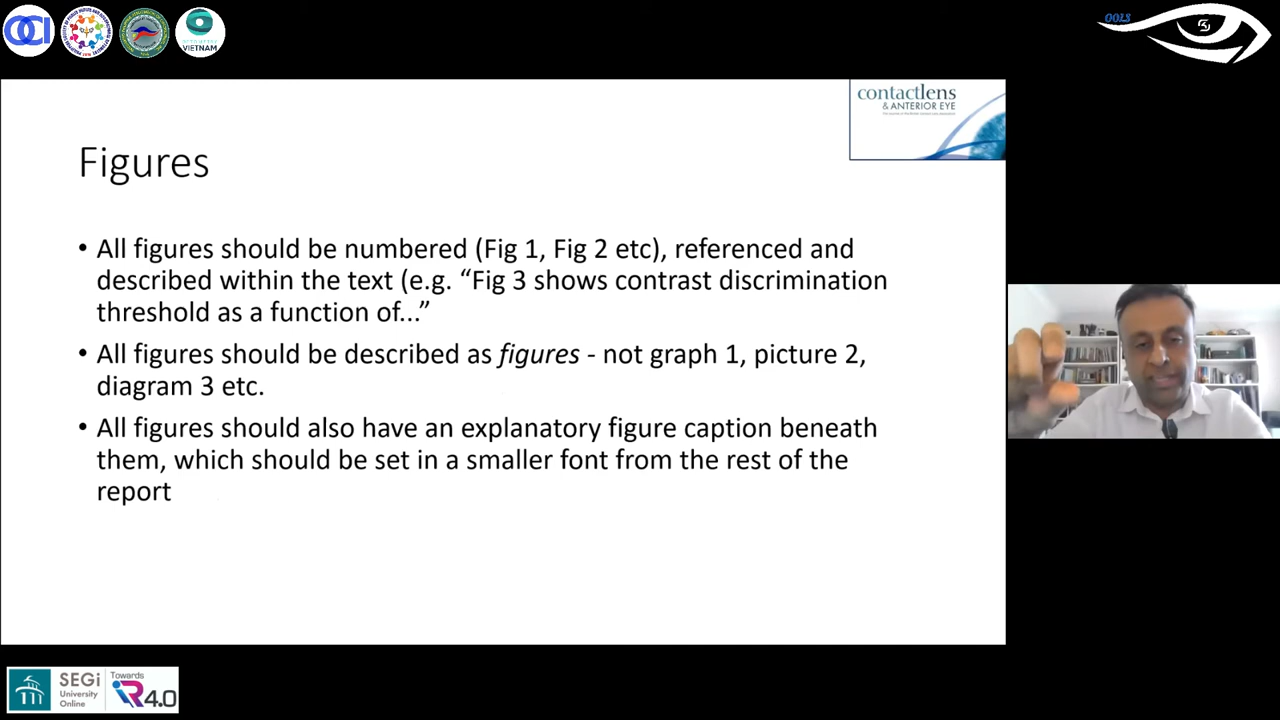 OCI
VIETNAM
OOLS
contactlens
& ANTERIOR EYE
Figures
• All figures should be numbered (Fig 1, Fig 2 etc), referenced and
described within the text (e.g. “Fig 3 shows contrast discrimination
threshold as a function of...”
• All figures should be described as figures - not graph 1, picture 2,
diagram 3 etc.
• All figures should also have an explanatory figure caption beneath
them, which should be set in a smaller font from the rest of the
report
SEGi
University
Online
Towards
iR4.0